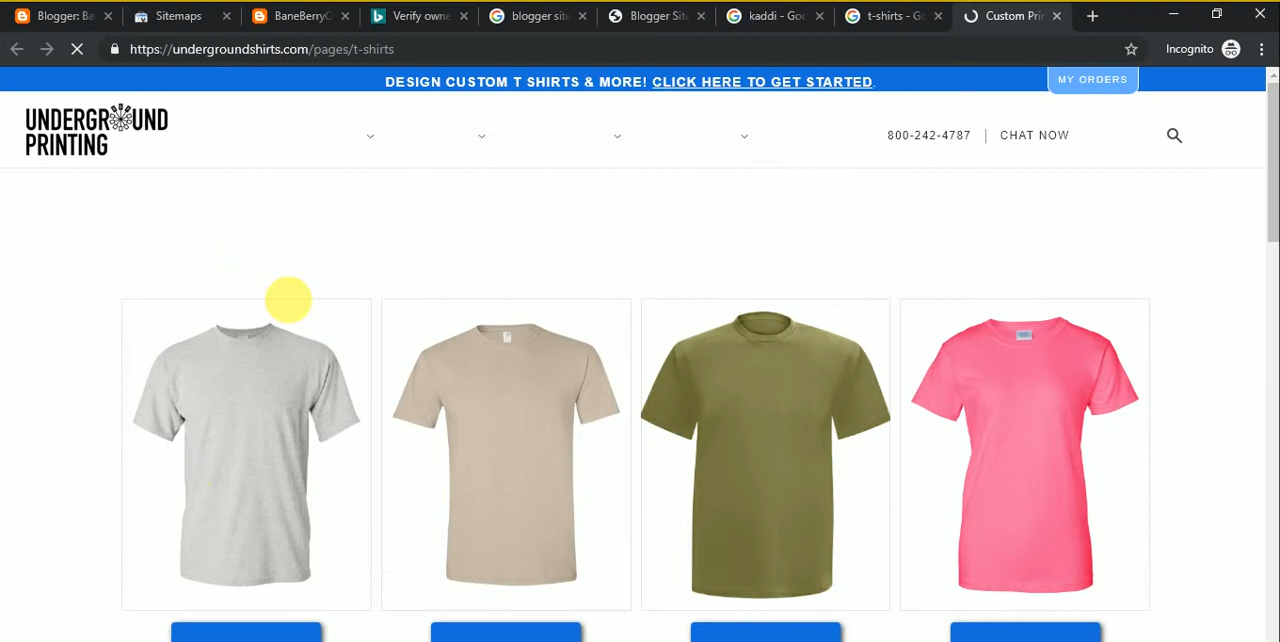 Blogger: Ba
Sitemaps
BaneBerryC
Verify owne
blogger site
Blogger Sit
kaddi - Goo
t-shirts - Go
Custom Prin
https://undergroundshirts.com/pages/t-shirts
Incognito
DESIGN CUSTOM T SHIRTS & MORE! CLICK HERE TO GET STARTED.
MY ORDERS
UNDERGROUND
PRINTING
800-242-4787 | CHAT NOW